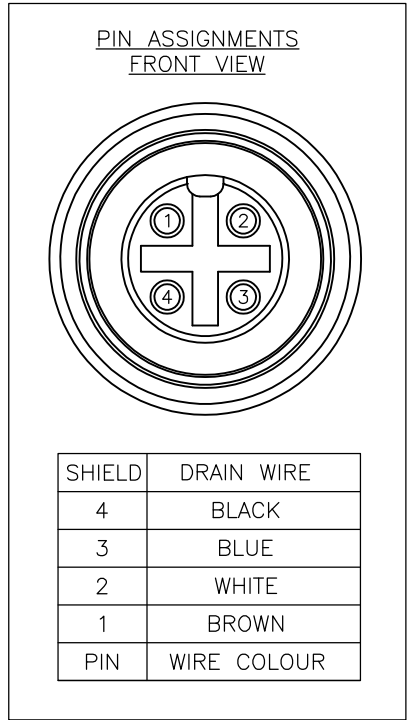 PIN ASSIGNMENTS
FRONT VIEW
1 2
4 3
SHIELD DRAIN WIRE
4 BLACK
3 BLUE
2 WHITE
1 BROWN
PIN WIRE COLOUR